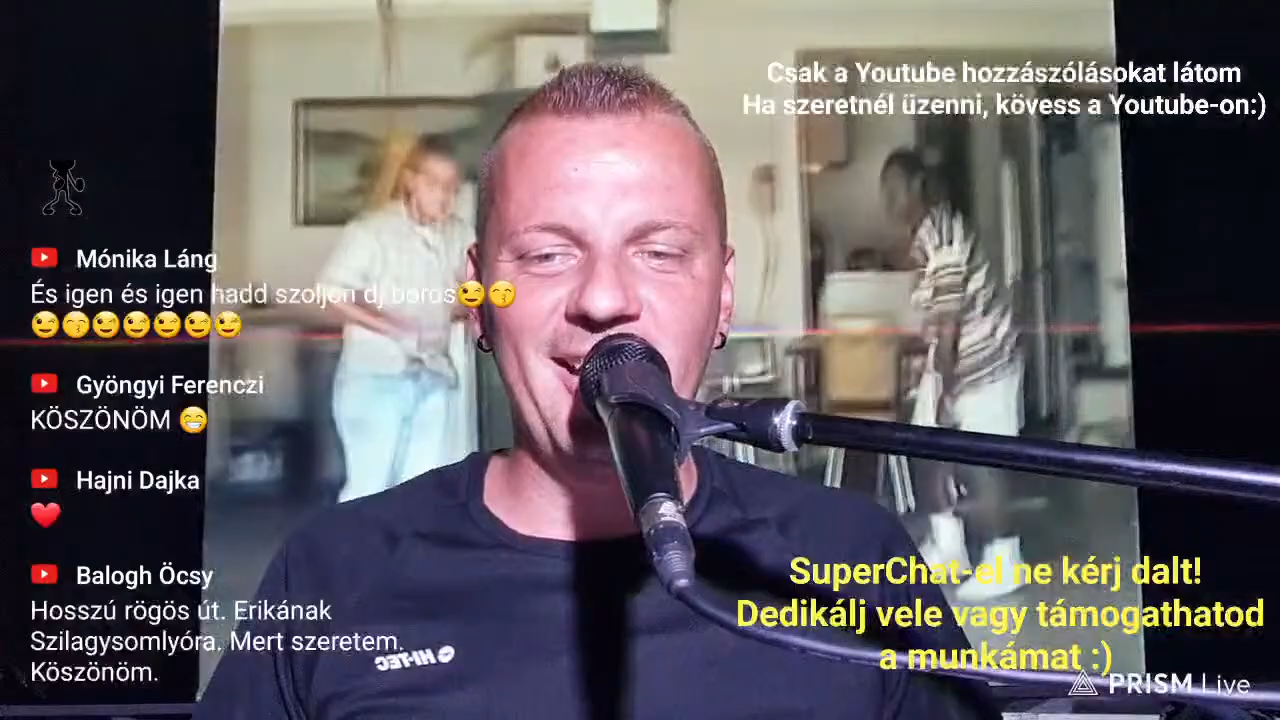 Csak a Youtube hozzászólásokat látom
Ha szeretnél üzenni, kövess a Youtube-on:)
Mónika Láng
És igen és igen hadd szoljon dj boros😉😙
😉😙😉😉😉😉😉
Gyöngyi Ferenczi
KÖSZÖNÖM 😁
Hajni Dajka
❤️
Balogh Öcsy
Hosszú rögös út. Erikának
Szilagysomlyóra. Mert szeretem.
Köszönöm.
HI-TEC
SuperChat-el ne kérj dalt!
Dedikálj vele vagy támogathatod
a munkámat :)
PRISM Live